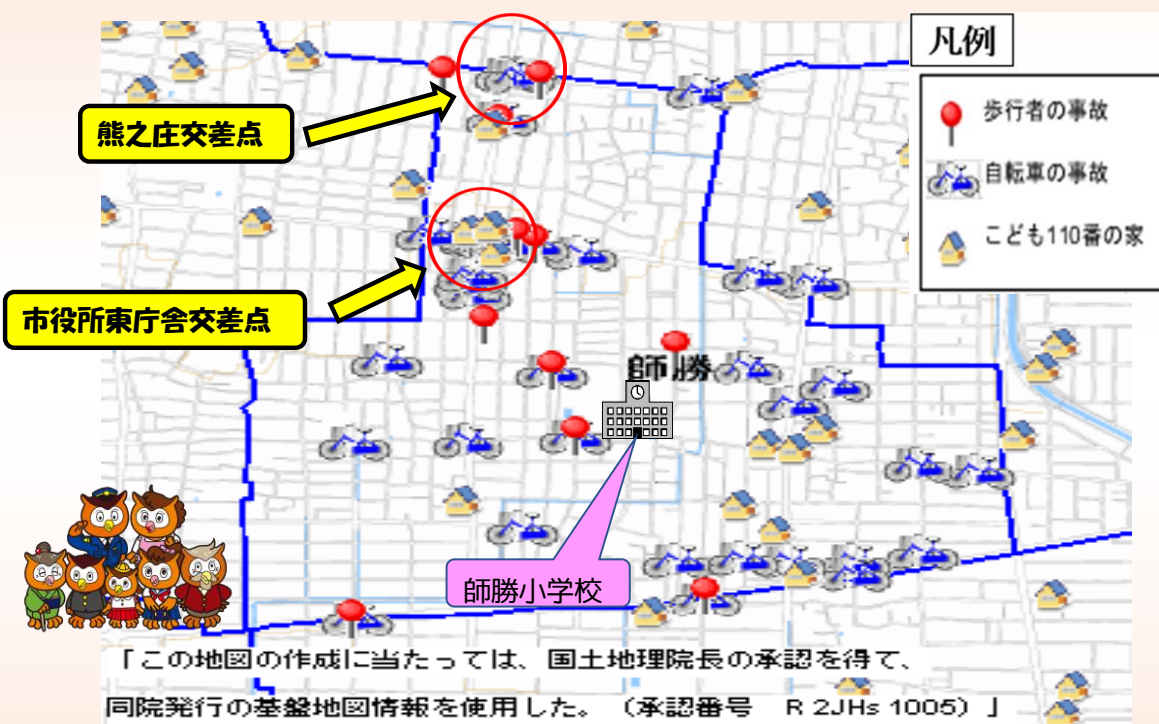 凡例
歩行者の事故
自転車の事故
こども110番の家
熊之庄交差点
市役所東庁舎交差点
師勝
師勝小学校
「この地図の作成に当たっては、国土地理院長の承認を得て、
同院発行の基盤地図情報を使用した。（承認番号　R 2JHs 1005）」